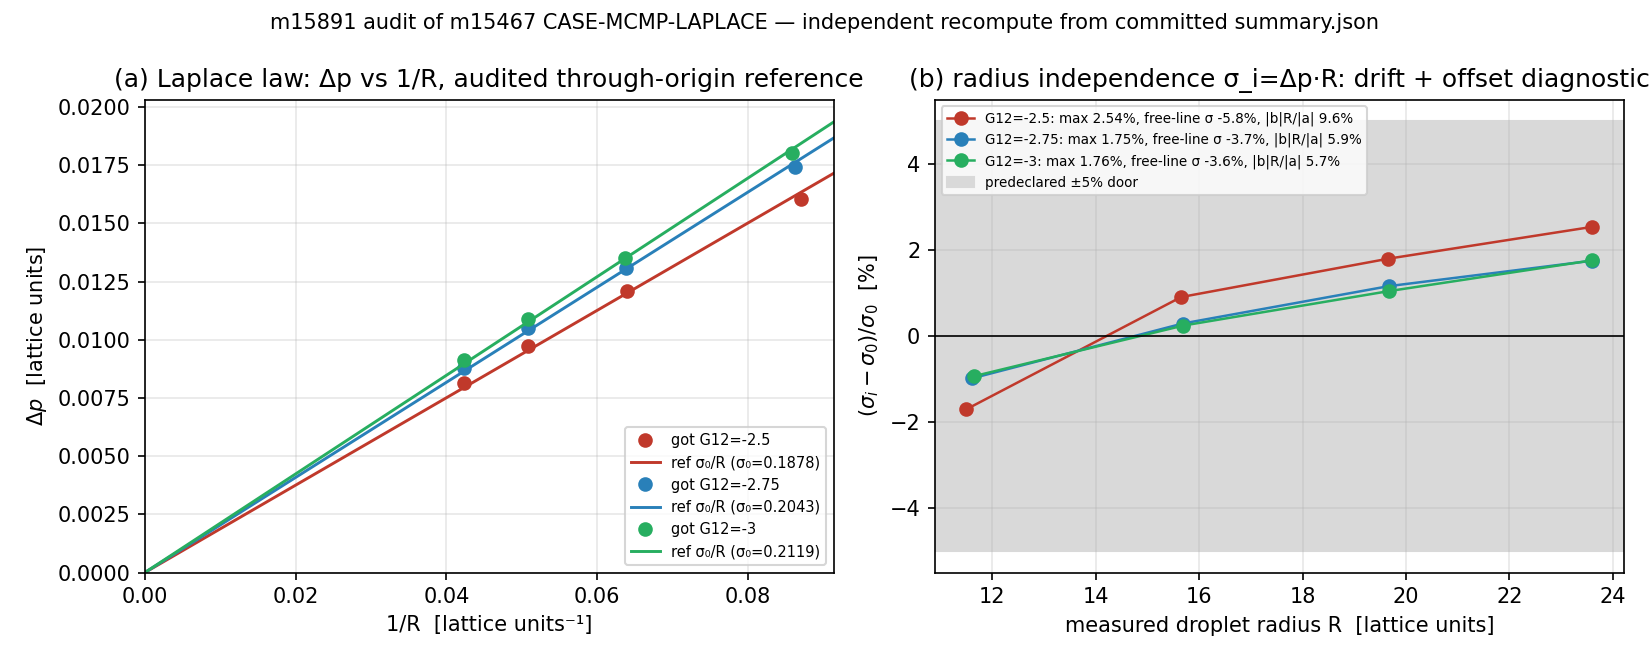 m15891 audit of m15467 CASE-MCMP-LAPLACE — independent recompute from committed summary.json
(a) Laplace law: Δp vs 1/R, audited through-origin reference
0.0200
0.0175
0.0150
0.0125
0.0100
0.0075
0.0050
0.0025
0.0000
Δp [lattice units]
got G12=-2.5
ref σ₀/R (σ₀=0.1878)
got G12=-2.75
ref σ₀/R (σ₀=0.2043)
got G12=-3
ref σ₀/R (σ₀=0.2119)
0.00 0.02 0.04 0.06 0.08
1/R [lattice units⁻¹]
(b) radius independence σ_i=Δp·R: drift + offset diagnostic
G12=-2.5: max 2.54%, free-line σ -5.8%, |b|R/|a| 9.6%
G12=-2.75: max 1.75%, free-line σ -3.7%, |b|R/|a| 5.9%
G12=-3: max 1.76%, free-line σ -3.6%, |b|R/|a| 5.7%
predeclared ±5% door
4
2
0
−2
−4
(σᵢ − σ₀)/σ₀ [%]
12 14 16 18 20 22 24
measured droplet radius R [lattice units]